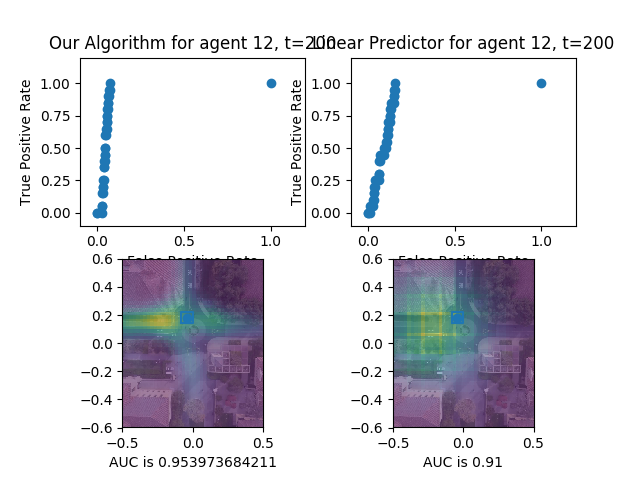 Our Algorithm for agent 12, t=200
Linear Predictor for agent 12, t=200
True Positive Rate
1.00
0.75
0.50
0.25
0.00
0.0 0.5 1.0
False Positive Rate
True Positive Rate
1.00
0.75
0.50
0.25
0.00
0.0 0.5 1.0
False Positive Rate
0.6
0.4
0.2
0.0
−0.2
−0.4
−0.6
−0.5 0.0 0.5
AUC is 0.953973684211
0.6
0.4
0.2
0.0
−0.2
−0.4
−0.6
−0.5 0.0 0.5
AUC is 0.91